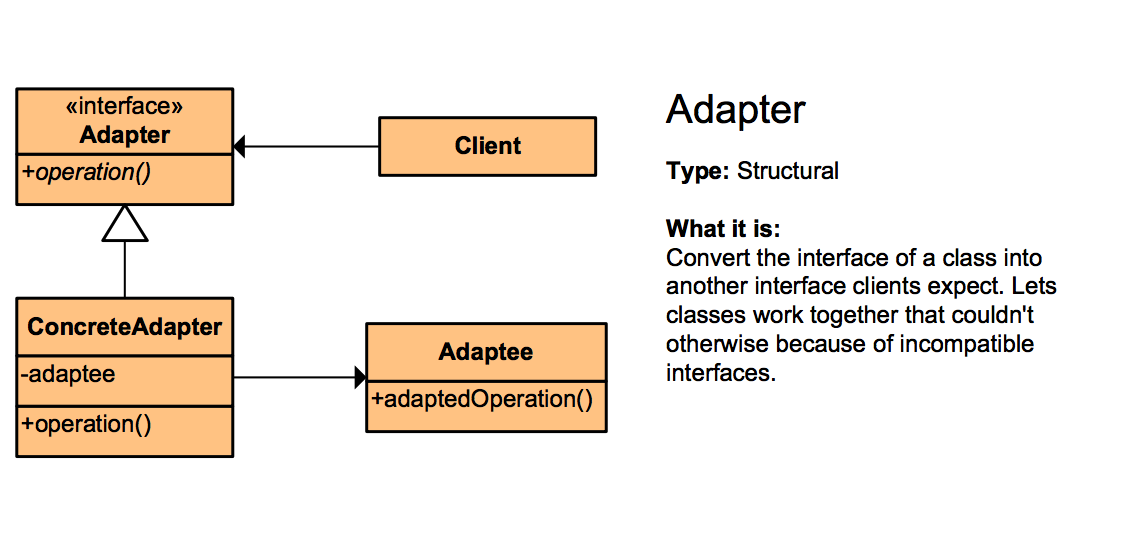 «interface»
Adapter
+operation()
Client
ConcreteAdapter
-adaptee
+operation()
Adaptee
+adaptedOperation()
Adapter
Type: Structural
What it is:
Convert the interface of a class into
another interface clients expect. Lets
classes work together that couldn't
otherwise because of incompatible
interfaces.